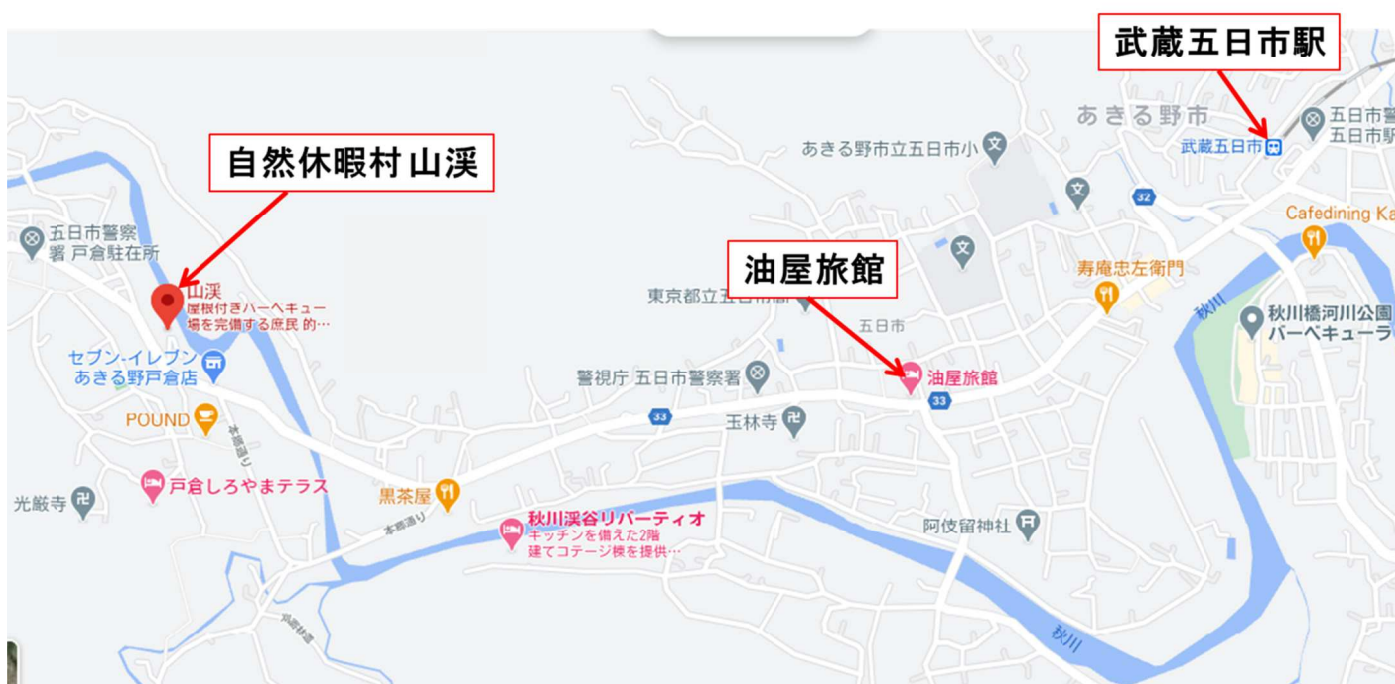 武蔵五日市駅
あきる野市
五日市警
五日市駅
武蔵五日市
あきる野市立五日市小
32
自然休暇村 山渓
Cafedining Ka
五日市警察
署 戸倉駐在所
油屋旅館
寿庵忠左衛門
山渓
屋根付きバーベキュー
場を完備する庶民 的…
東京都立五日市高
秋川
秋川橋河川公園
バーベキューラ
五日市
セブン-イレブン
あきる野戸倉店
警視庁 五日市警察署
油屋旅館
33
33
POUND
玉林寺
本郷通り
戸倉しろやまテラス
光厳寺
黒茶屋
本郷通り
秋川渓谷リバーティオ
キッチンを備えた2階
建てコテージ棟を提供…
阿伎留神社
秋川